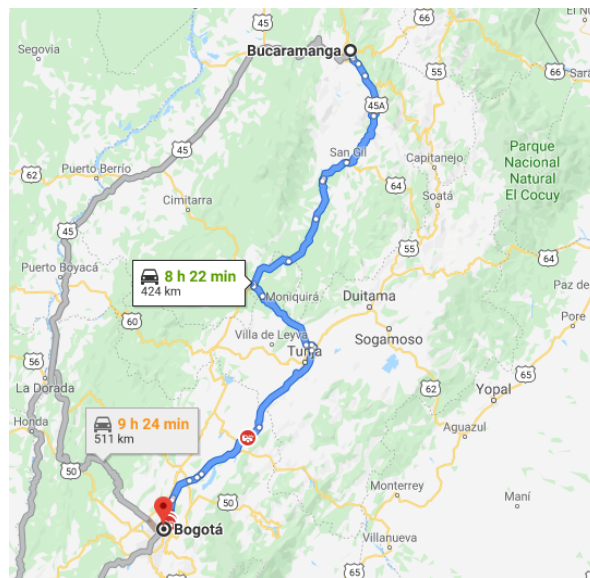 45
66
El N
Bucaramanga
Segovia
55
66
Sara
45A
45
San Gil
Parque
Nacional
Natural
El Cocuy
62
Puerto Berrío
Capitanejo
64
Soatá
Cimitarra
45
55
64
8 h 22 min
424 km
Puerto Boyacá
Moniquirá
Duitama
Paz de
60
Villa de Leyva
Sogamoso
Pore
56
Tunja
La Dorada
62
65
Yopal
9 h 24 min
511 km
Honda
Aguazul
50
50
Monterrey
Maní
Bogotá
Villanueva
65